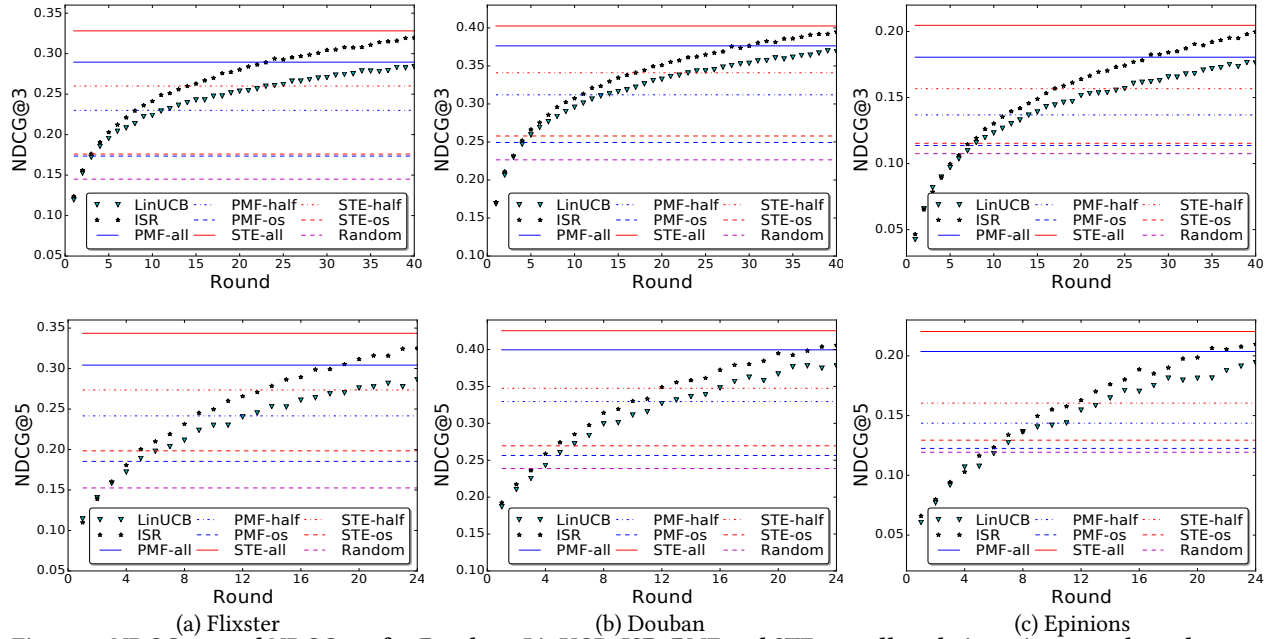 NDCG@3
0.35
0.30
0.25
0.20
0.15
0.10
0.05
LinUCB PMF-half STE-half
ISR PMF-os STE-os
PMF-all STE-all Random
0 5 10 15 20 25 30 35 40
Round
NDCG@3
0.40
0.35
0.30
0.25
0.20
0.15
0.10
LinUCB PMF-half STE-half
ISR PMF-os STE-os
PMF-all STE-all Random
0 5 10 15 20 25 30 35 40
Round
NDCG@3
0.20
0.15
0.10
0.05
LinUCB PMF-half STE-half
ISR PMF-os STE-os
PMF-all STE-all Random
0 5 10 15 20 25 30 35 40
Round
NDCG@5
0.35
0.30
0.25
0.20
0.15
0.10
0.05
LinUCB PMF-half STE-half
ISR PMF-os STE-os
PMF-all STE-all Random
0 4 8 12 16 20 24
Round
(a) Flixster
NDCG@5
0.40
0.35
0.30
0.25
0.20
0.15
0.10
LinUCB PMF-half STE-half
ISR PMF-os STE-os
PMF-all STE-all Random
0 4 8 12 16 20 24
Round
(b) Douban
NDCG@5
0.20
0.15
0.10
0.05
LinUCB PMF-half STE-half
ISR PMF-os STE-os
PMF-all STE-all Random
0 4 8 12 16 20 24
Round
(c) Epinions